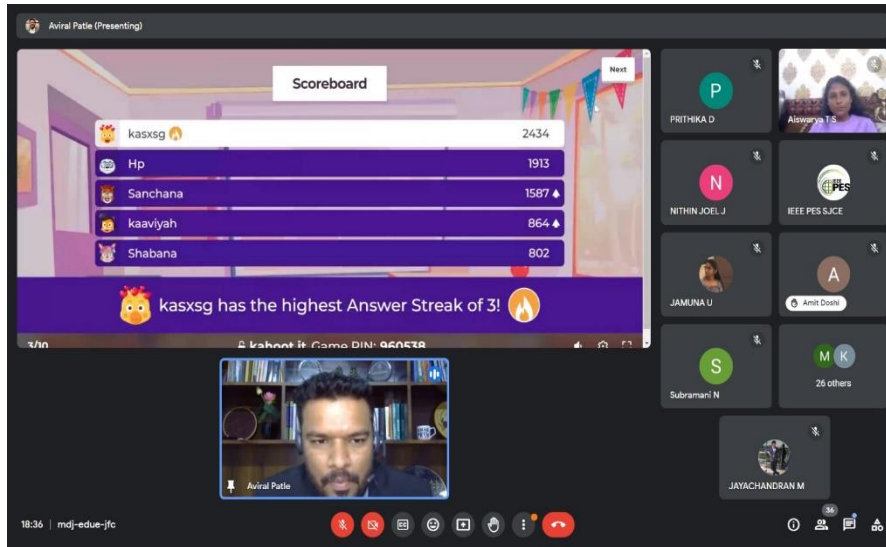 Aviral Patle (Presenting)
Next
Scoreboard
kasxsg 2434
Hp 1913
Sanchana 1587
kaaviyah 864
Shabana 802
kasxsg has the highest Answer Streak of 3!
3/10
kahoot.it Game PIN: 960538
P
PRITHIKA D
Aiswarya T S
N
NITHIN JOEL J
IEEE
PES
IEEE PES SJCE
JAMUNA U
A
Amit Doshi
S
Subramani N
M K
26 others
JAYACHANDRAN M
Aviral Patle
18:36 | mdj-edue-jfc
36